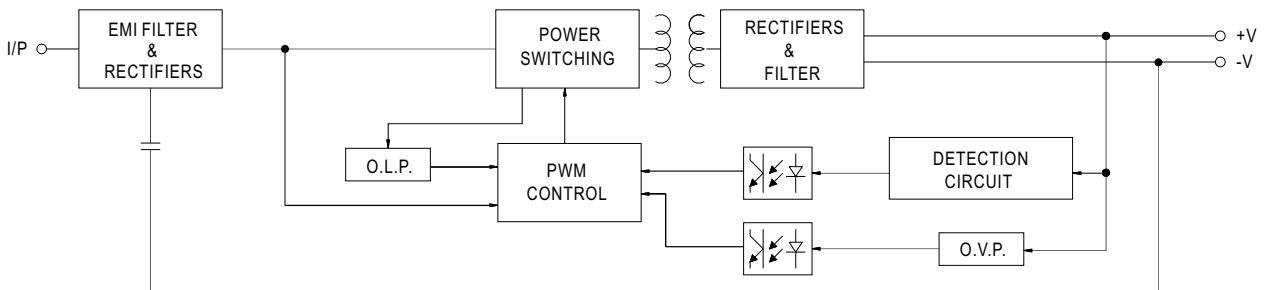 I/P
EMI FILTER
&
RECTIFIERS
POWER
SWITCHING
RECTIFIERS
&
FILTER
+V
-V
O.L.P.
PWM
CONTROL
DETECTION
CIRCUIT
O.V.P.